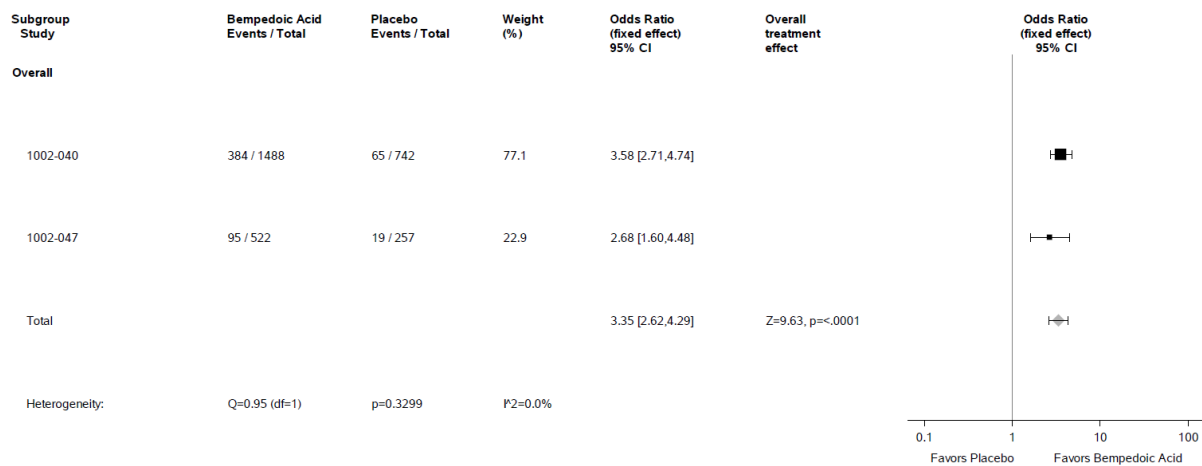 Subgroup Bempedoic Acid Placebo Weight Odds Ratio Overall Odds Ratio
Study Events / Total Events / Total (%) (fixed effect) treatment (fixed effect)
95% CI effect 95% CI
Overall
1002-040 384 / 1488 65 / 742 77.1 3.58 [2.71,4.74]
1002-047 95 / 522 19 / 257 22.9 2.68 [1.60,4.48]
Total 3.35 [2.62,4.29] Z=9.63, p=<.0001
Heterogeneity: Q=0.95 (df=1) p=0.3299 I^2=0.0%
0.1 1 10 100
Favors Placebo Favors Bempedoic Acid